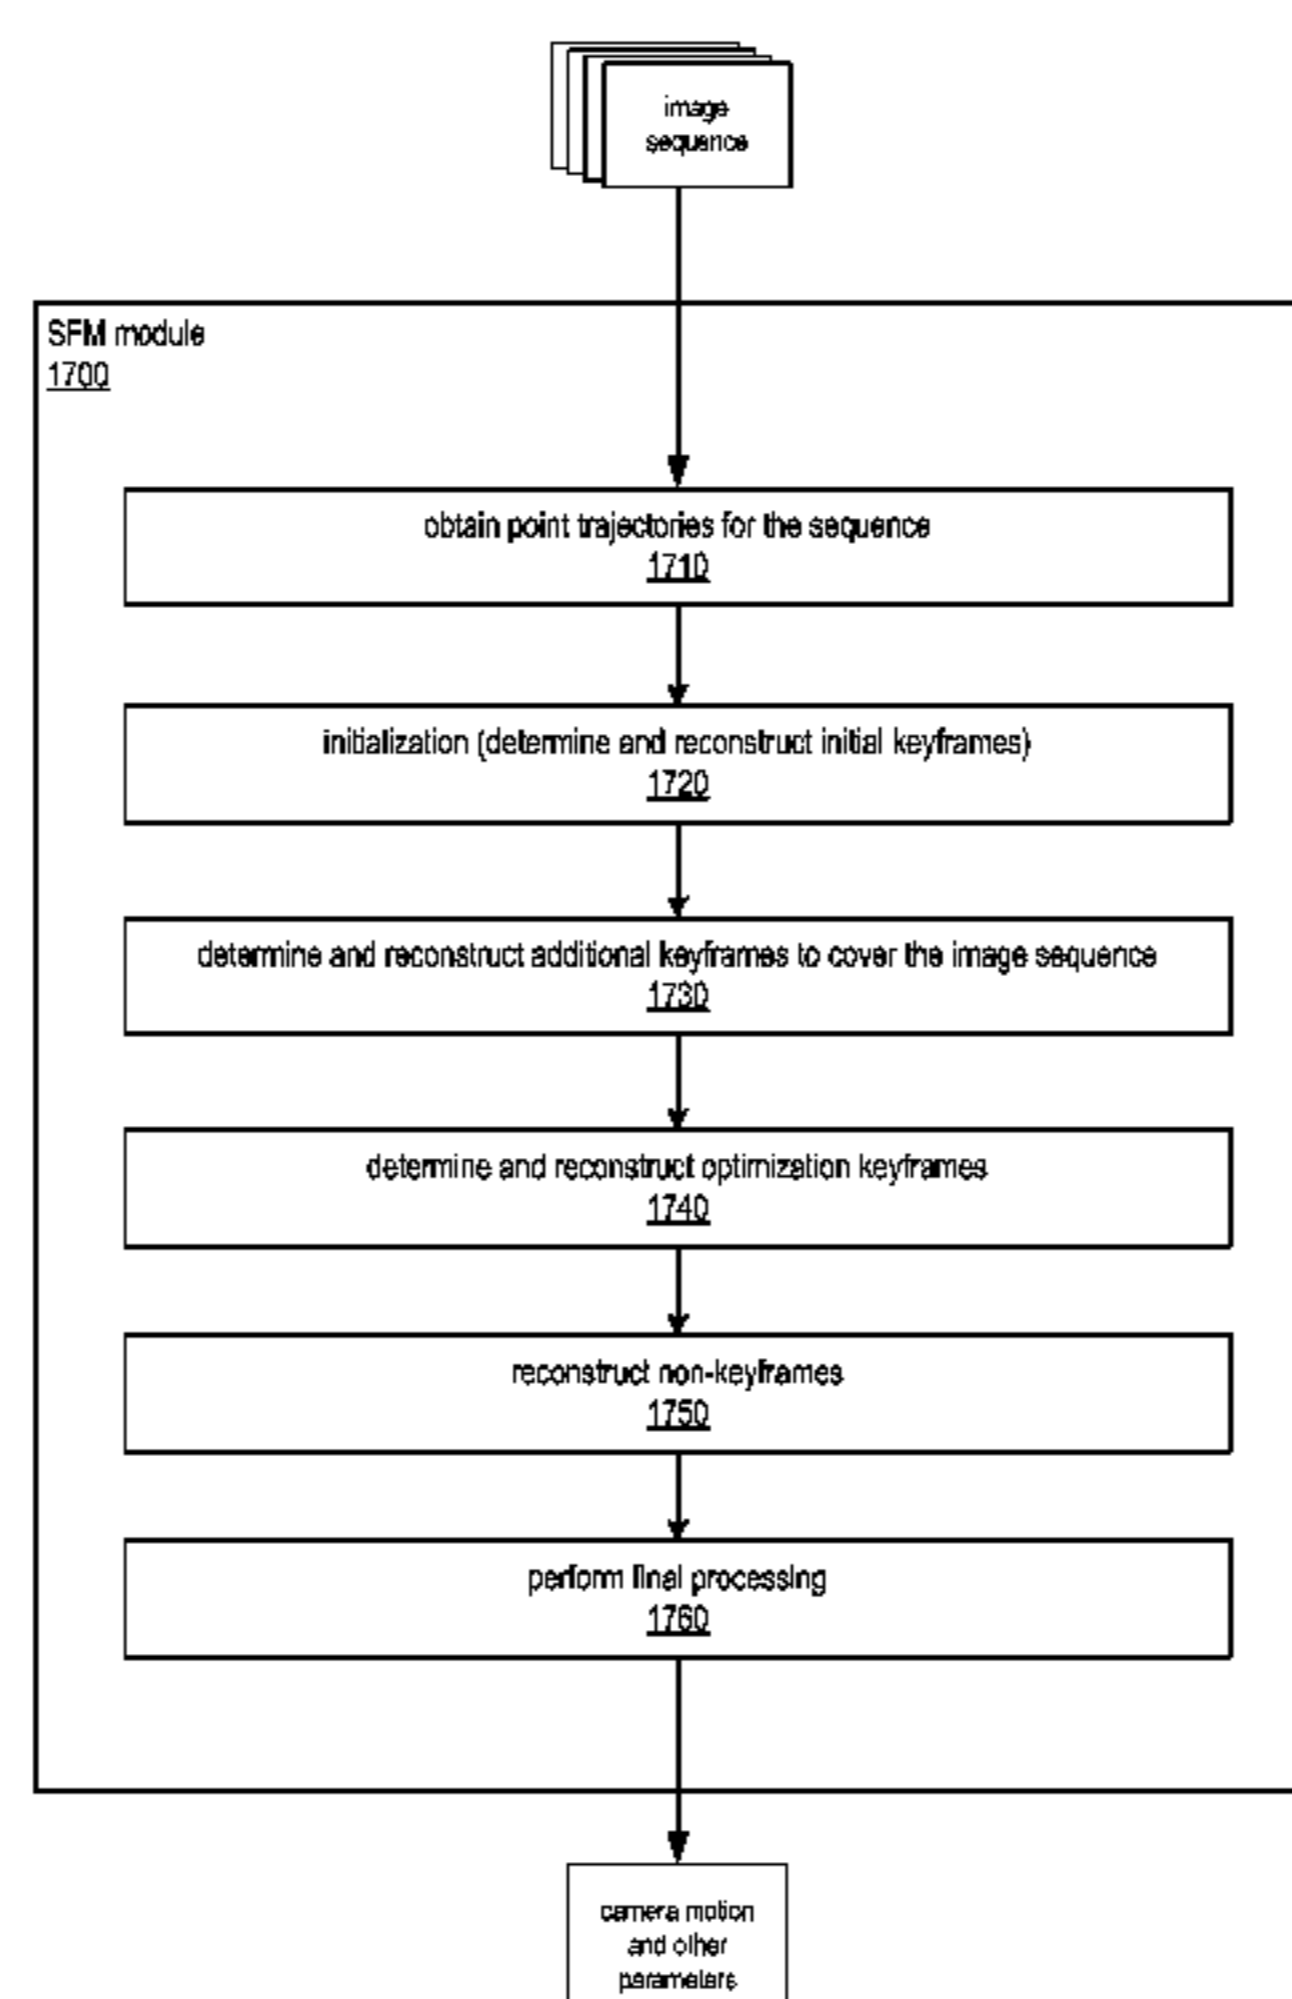 image
sequence
SFM module
1700
obtain point trajectories for the sequence
1710
initialization (determine and reconstruct initial keyframes)
1720
determine and reconstruct additional keyframes to cover the image sequence
1730
determine and reconstruct optimization keyframes
1740
reconstruct non-keyframes
1750
perform final processing
1760
camera motion
and other
parameters